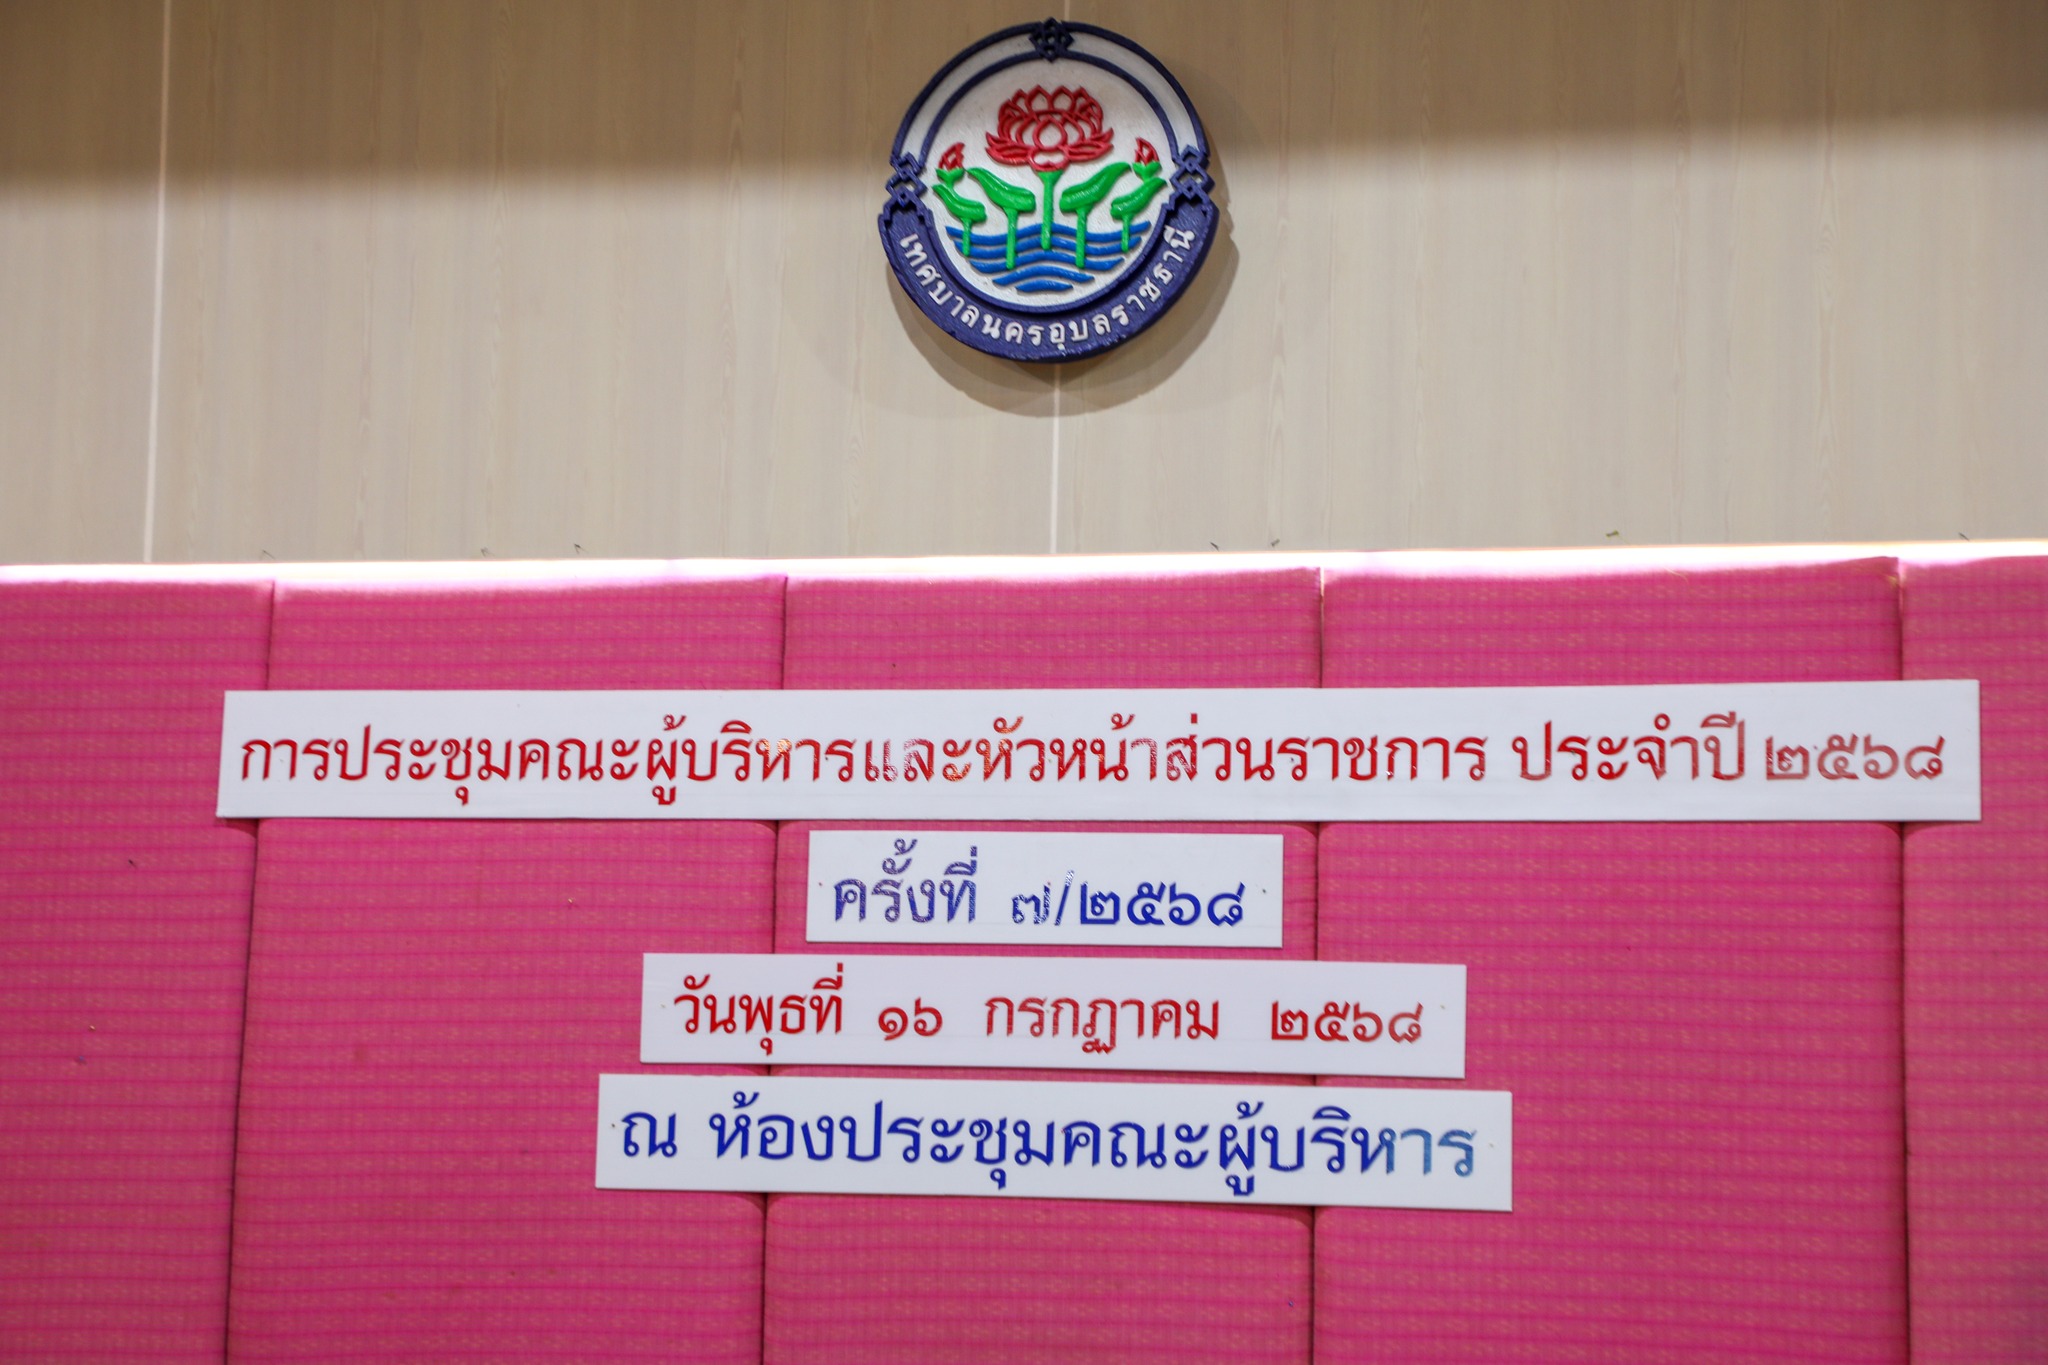 เทศบาลนครอุบลราชธานี
การประชุมคณะผู้บริหารและหัวหน้าส่วนราชการ ประจำปี ๒๕๖๘
ครั้งที่ ๗/๒๕๖๘
วันพุธที่ ๑๖ กรกฎาคม ๒๕๖๘
ณ ห้องประชุมคณะผู้บริหาร